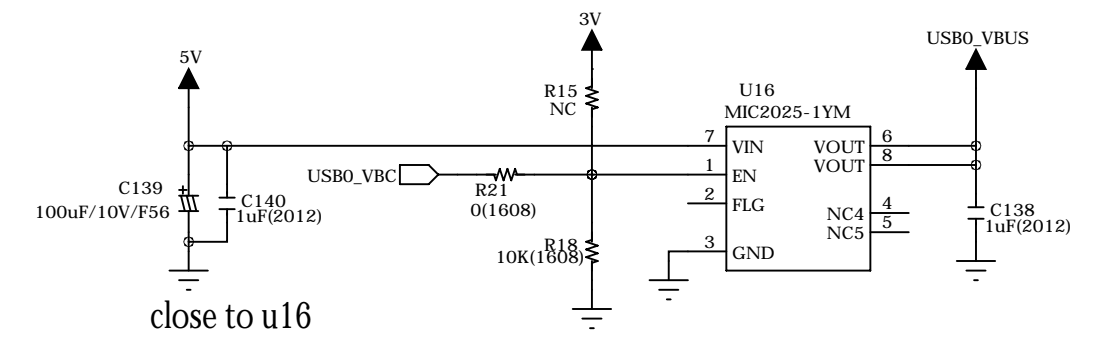 3V
5V
USB0_VBUS
R15
NC
U16
MIC2025-1YM
7
VIN
VOUT
6
VOUT
8
USB0_VBC
1
EN
R21
0(1608)
2
FLG
C139
100uF/10V/F56
C140
1uF(2012)
NC4
4
NC5
5
C138
1uF(2012)
R18
10K(1608)
3
GND
close to u16